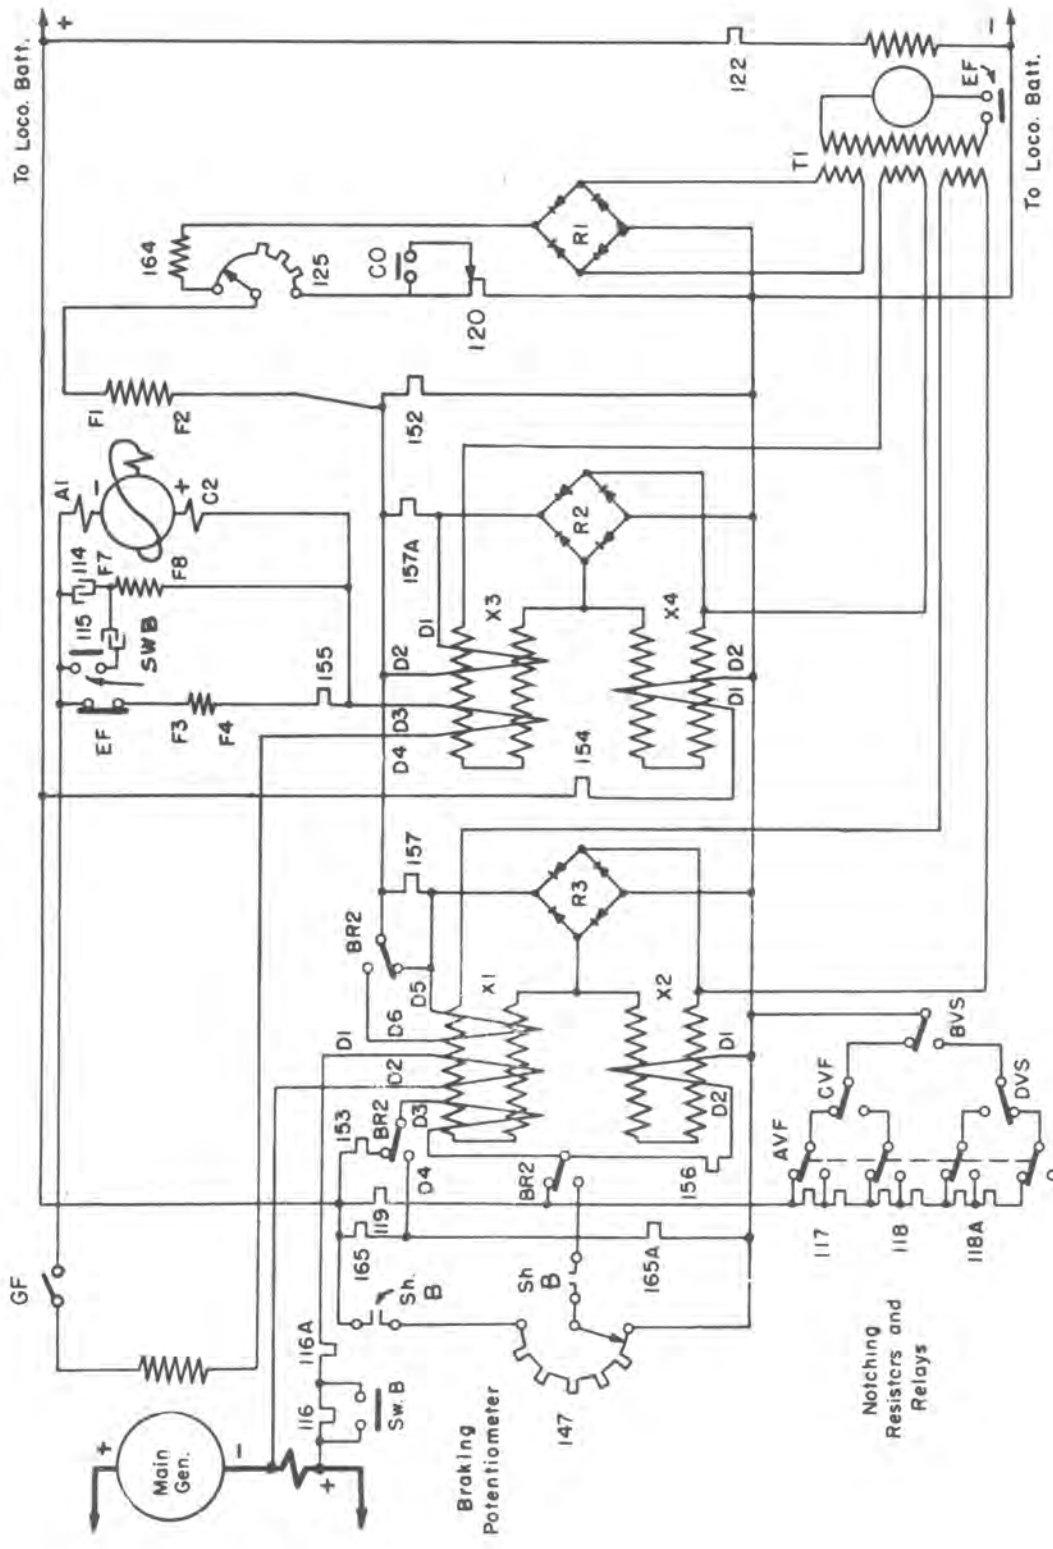 To Loco. Batt.
+
-
To Loco. Batt.
122
EF
T1
164
125
CO
120
R1
F1
F2
152
A1
-
+
C2
114
F7
F8
115
SWB
155
EF
F3
F4
157A
R2
D1
X3
D2
D3
D4
X4
D2
D1
154
157
R3
BR2
D5
X1
D6
D1
D2
BR2
D3
X2
D1
D2
153
D4
BR2
156
119
165
165A
Sh.
B
Sh
B
116A
116
Sw. B
147
GF
+
Main
Gen.
-
+
Braking
Potentiometer
AVF
CVF
BVS
DVS
117
118
118A
Notching
Resistors and
Relays